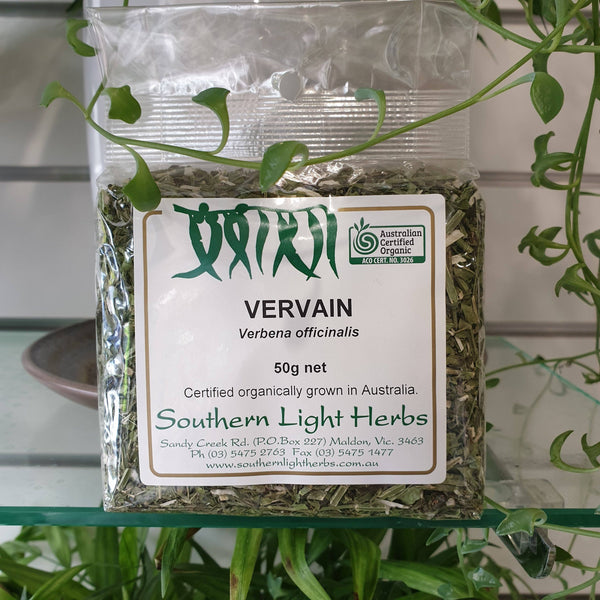 Australian
Certified
Organic
ACO CERT. NO. 3026
VERVAIN
Verbena officinalis
50g net
Certified organically grown in Australia.
Southern Light Herbs
Sandy Creek Rd. (P.O.Box 227) Maldon, Vic. 3463
Ph (03) 5475 2763 Fax (03) 5475 1477
www.southernlightherbs.com.au